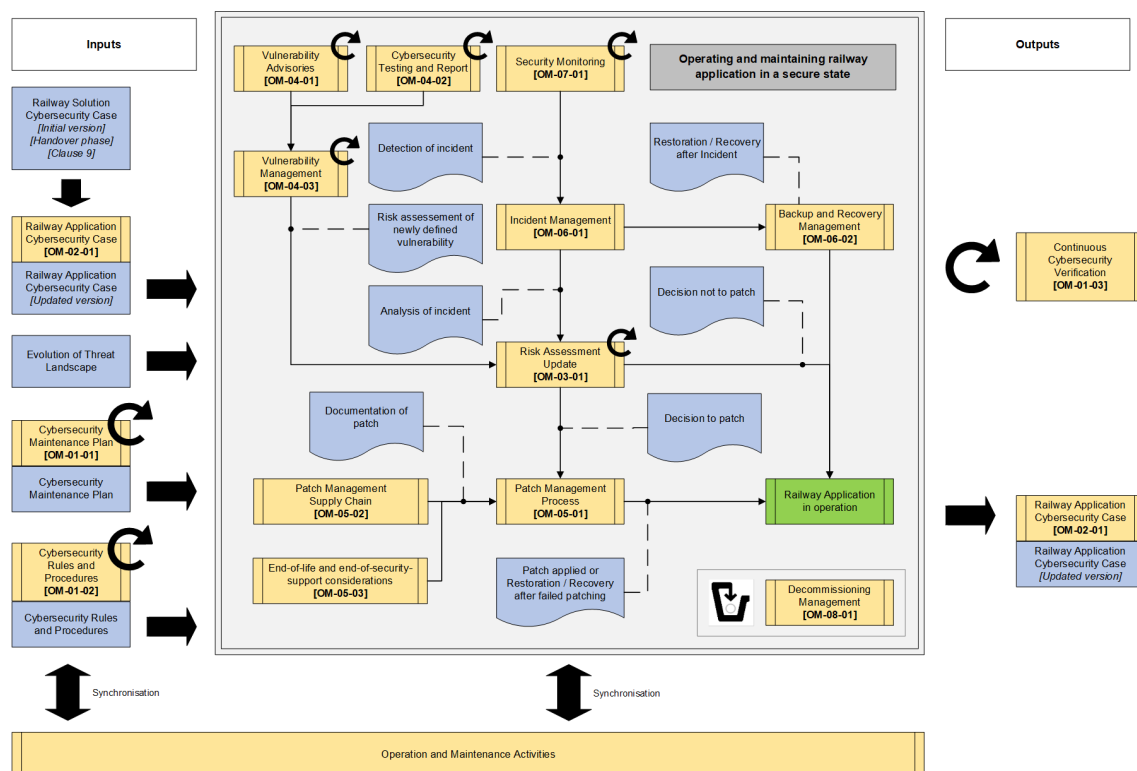 Inputs
Railway Solution
Cybersecurity Case
[Initial version]
[Handover phase]
[Clause 9]
Railway Application
Cybersecurity Case
[OM-02-01]
Railway Application
Cybersecurity Case
[Updated version]
Evolution of Threat
Landscape
Cybersecurity
Maintenance Plan
[OM-01-01]
Cybersecurity
Maintenance Plan
Cybersecurity
Rules and
Procedures
[OM-01-02]
Cybersecurity Rules
and Procedures
Vulnerability
Advisories
[OM-04-01]
Cybersecurity
Testing and Report
[OM-04-02]
Security Monitoring
[OM-07-01]
Operating and maintaining railway
application in a secure state
Detection of incident
Restoration / Recovery
after Incident
Vulnerability
Management
[OM-04-03]
Risk assessment of
newly defined
vulnerability
Incident Management
[OM-06-01]
Backup and Recovery
Management
[OM-06-02]
Analysis of incident
Decision not to patch
Risk Assessment
Update
[OM-03-01]
Documentation of
patch
Decision to patch
Patch Management
Supply Chain
[OM-05-02]
Patch Management
Process
[OM-05-01]
Railway Application
in operation
End-of-life and end-of-security-
support considerations
[OM-05-03]
Patch applied or
Restoration / Recovery
after failed patching
Decommissioning
Management
[OM-08-01]
Outputs
Continuous
Cybersecurity
Verification
[OM-01-03]
Railway Application
Cybersecurity Case
[OM-02-01]
Railway Application
Cybersecurity Case
[Updated version]
Synchronisation
Synchronisation
Operation and Maintenance Activities